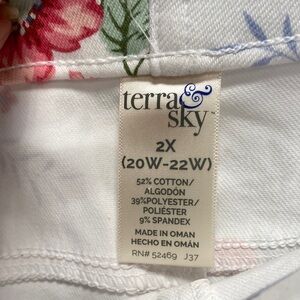 terra &
sky™
2X
(20W-22W)
52% COTTON/
ALGODÓN
39%POLYESTER/
POLIÉSTER
9% SPANDEX
MADE IN OMAN
HECHO EN OMÁN
RN# 52469 J37